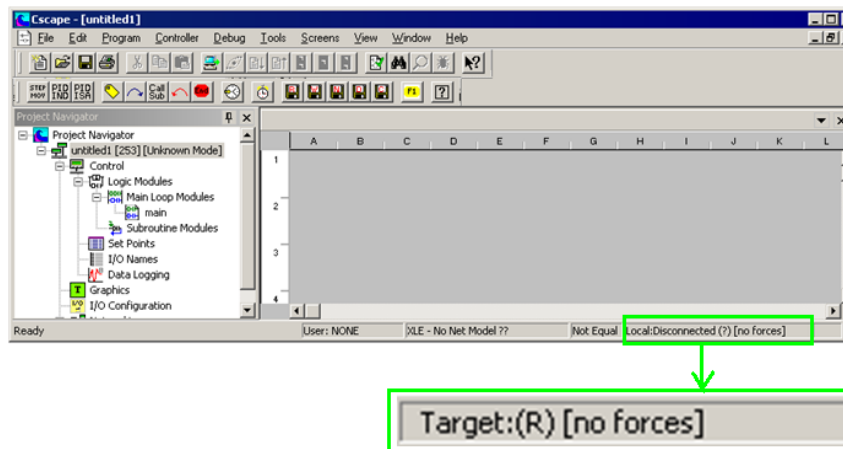 Cscape - [untitled1]
File Edit Program Controller Debug Tools Screens View Window Help
STEP MOV PID IND PID ISA Call Sub F1
Project Navigator
Project Navigator
untitled1 [253] [Unknown Mode]
Control
Logic Modules
Main Loop Modules
main
Subroutine Modules
Set Points
I/O Names
Data Logging
Graphics
I/O Configuration
A B C D E F G H I J K L
1
2
3
4
Ready User: NONE XLE - No Net Model ?? Not Equal Local:Disconnected (?) [no forces]
Target:(R) [no forces]